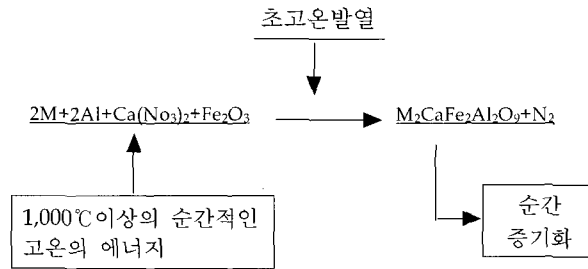 초고온발열
2M+2Al+Ca(No₃)₂+Fe₂O₃
M₂CaFe₂Al₂O₉+N₂
1,000℃이상의 순간적인
고온의 에너지
순간
증기화